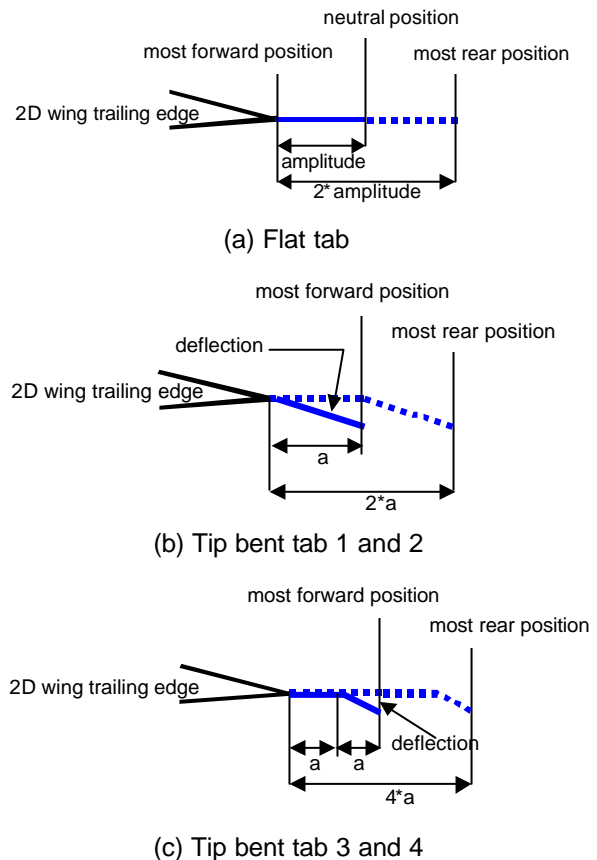 neutral position
most forward position
most rear position
2D wing trailing edge
amplitude
2* amplitude
(a) Flat tab
most forward position
most rear position
deflection
2D wing trailing edge
a
2*a
(b) Tip bent tab 1 and 2
most forward position
most rear position
2D wing trailing edge
deflection
a
a
4*a
(c) Tip bent tab 3 and 4